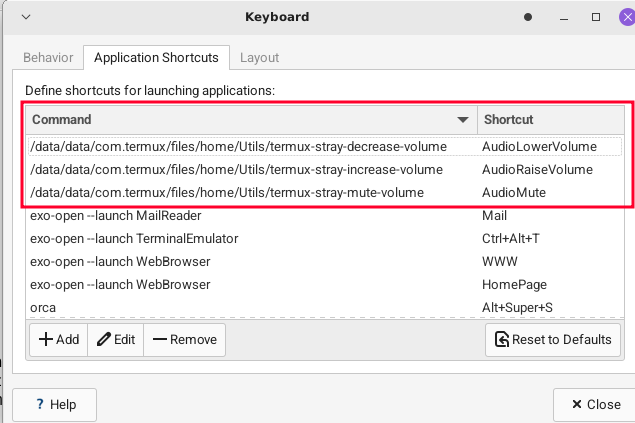 Keyboard
Behavior Application Shortcuts Layout
Define shortcuts for launching applications:
Command Shortcut
/data/data/com.termux/files/home/Utils/termux-stray-decrease-volume AudioLowerVolume
/data/data/com.termux/files/home/Utils/termux-stray-increase-volume AudioRaiseVolume
/data/data/com.termux/files/home/Utils/termux-stray-mute-volume AudioMute
exo-open --launch MailReader Mail
exo-open --launch TerminalEmulator Ctrl+Alt+T
exo-open --launch WebBrowser WWW
exo-open --launch WebBrowser HomePage
orca Alt+Super+S
Add Edit Remove Reset to Defaults
? Help Close